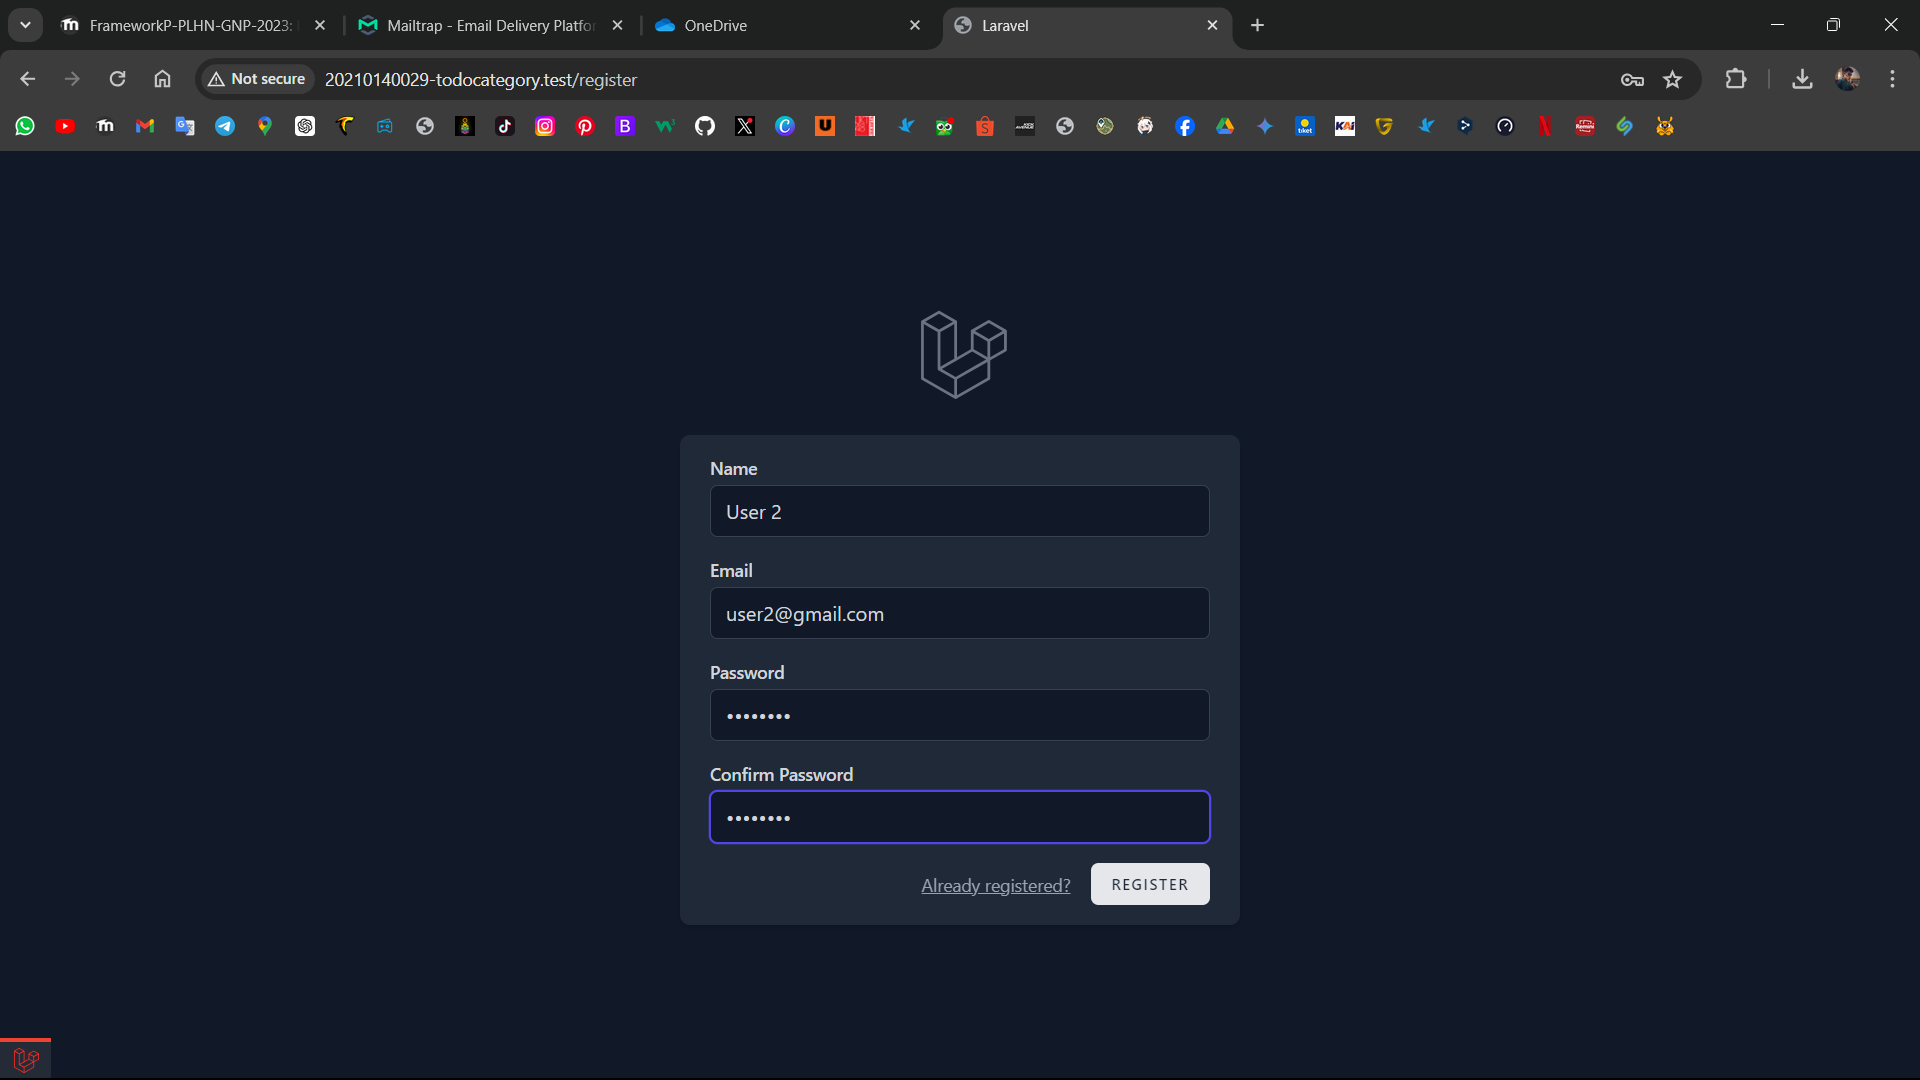 FrameworkP-PLHN-GNP-2023:
Mailtrap - Email Delivery Platfo
OneDrive
Laravel
Not secure
20210140029-todocategory.test/register
Name
User 2
Email
user2@gmail.com
Password
••••••••
Confirm Password
••••••••
Already registered?
REGISTER